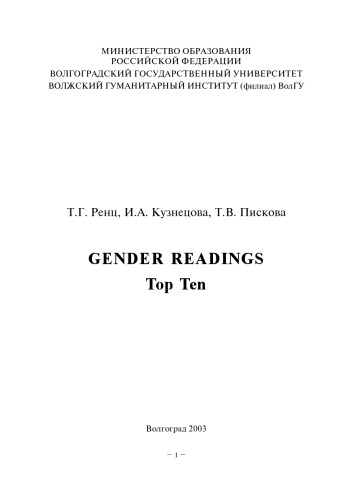 МИНИСТЕРСТВО ОБРАЗОВАНИЯ
РОССИЙСКОЙ ФЕДЕРАЦИИ
ВОЛГОГРАДСКИЙ ГОСУДАРСТВЕННЫЙ УНИВЕРСИТЕТ
ВОЛЖСКИЙ ГУМАНИТАРНЫЙ ИНСТИТУТ (филиал) ВолГУ
Т.Г. Ренц, И.А. Кузнецова, Т.В. Пискова
GENDER READINGS
Top Ten
Волгоград 2003
– 1 –